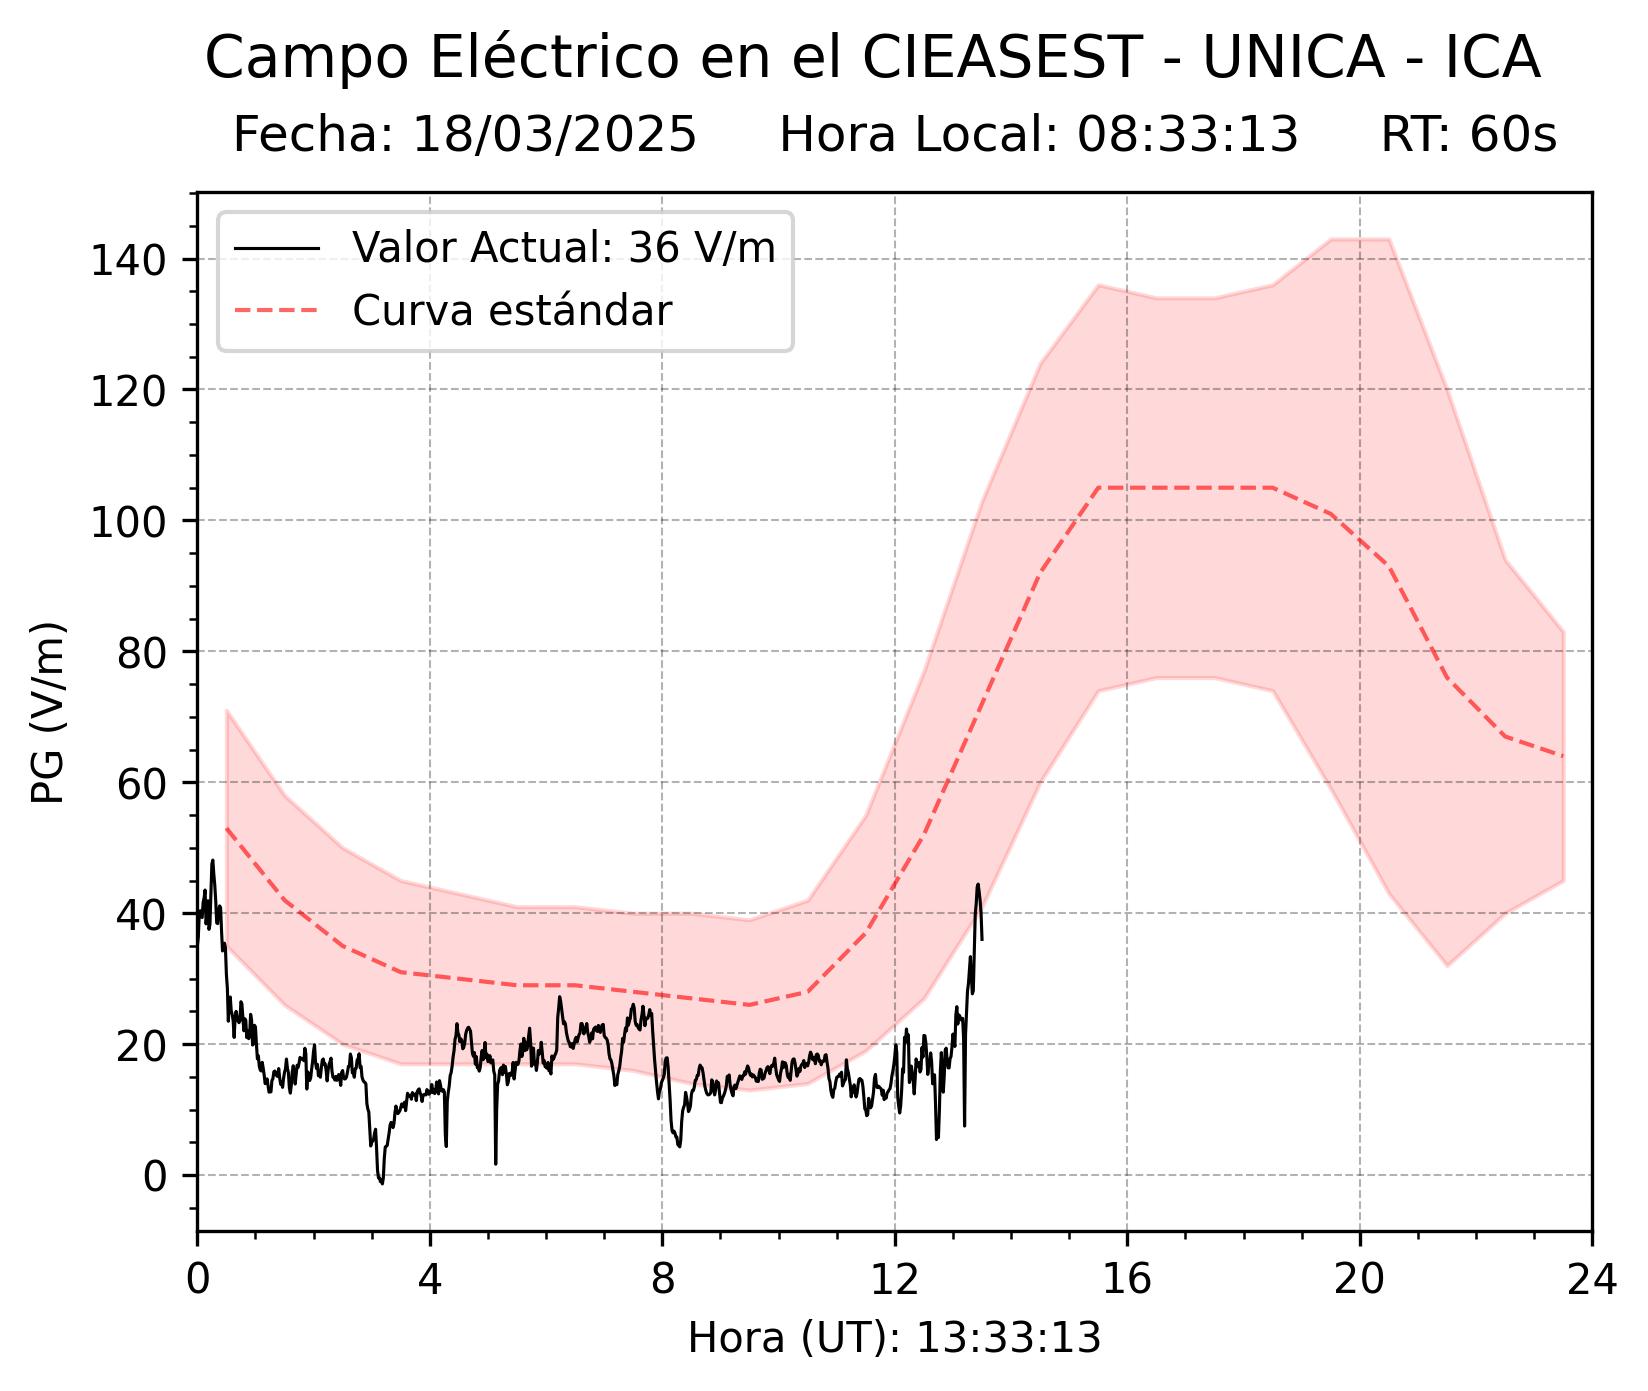 Campo Eléctrico en el CIEASEST - UNICA - ICA
Fecha: 18/03/2025 Hora Local: 08:33:13 RT: 60s
Valor Actual: 36 V/m
Curva estándar
PG (V/m)
140
120
100
80
60
40
20
0
0 4 8 12 16 20 24
Hora (UT): 13:33:13